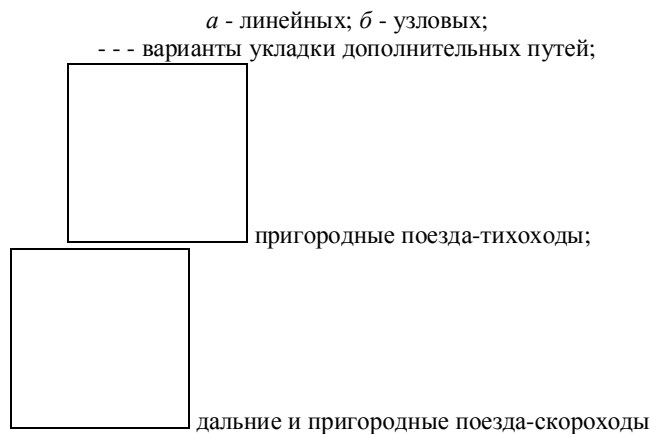 а - линейных; б - узловых;
- - - варианты укладки дополнительных путей;
пригородные поезда-тихоходы;
дальние и пригородные поезда-скороходы